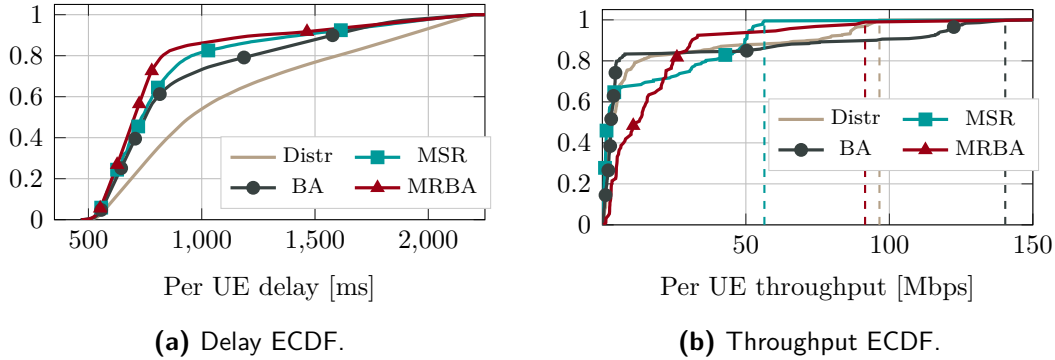 1
0.8
0.6
0.4
0.2
0
500
1,000
1,500
2,000
Distr
MSR
BA
MRBA
Per UE delay [ms]
(a) Delay ECDF.
1
0.8
0.6
0.4
0.2
0
50
100
150
Distr
MSR
BA
MRBA
Per UE throughput [Mbps]
(b) Throughput ECDF.